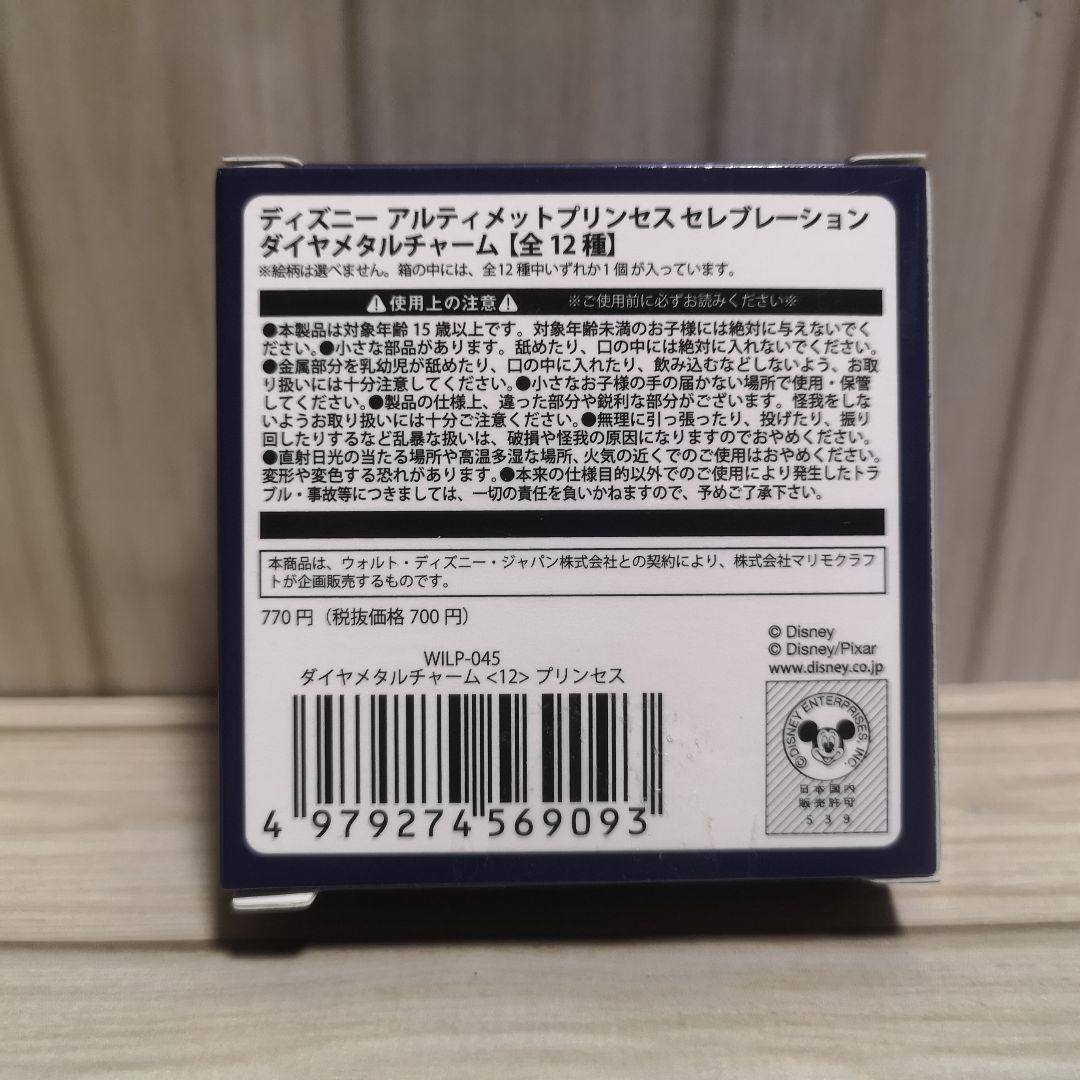 ディズニー アルティメットプリンセス セレブレーション
ダイヤメタルチャーム【全12種】
※絵柄は選べません。箱の中には、全12種中いずれか1個が入っています。
⚠使用上の注意⚠ ※ご使用前に必ずお読みください※
●本製品は対象年齢15歳以上です。対象年齢未満のお子様には絶対に与えないでく
ださい。●小さな部品があります。舐めたり、口の中には絶対に入れないでください。
●金属部分を乳幼児が舐めたり、口の中に入れたり、飲み込むなどしないよう、お取
り扱いには十分注意してください。●小さなお子様の手の届かない場所で使用・保管
してください。●製品の仕様上、違った部分や鋭利な部分がございます。怪我をしな
いようお取り扱いには十分ご注意ください。●無理に引っ張ったり、投げたり、振り
回したりするなど乱暴な扱いは、破損や怪我の原因になりますのでおやめください。
●直射日光の当たる場所や高温多湿な場所、火気の近くでのご使用はおやめください。
変形や変色する恐れがあります。●本来の仕様目的以外でのご使用により発生したトラ
ブル・事故等につきましては、一切の責任を負いかねますので、予めご了承下さい。
本商品は、ウォルト・ディズニー・ジャパン株式会社との契約により、株式会社マリモクラフ
トが企画販売するものです。
770円（税抜価格 700円）
© Disney
© Disney/Pixar
www.disney.co.jp
WILP-045
ダイヤメタルチャーム <12> プリンセス
4 979274 569093
©DISNEY ENTERPRISES, INC.
日本国内
販売許可
539